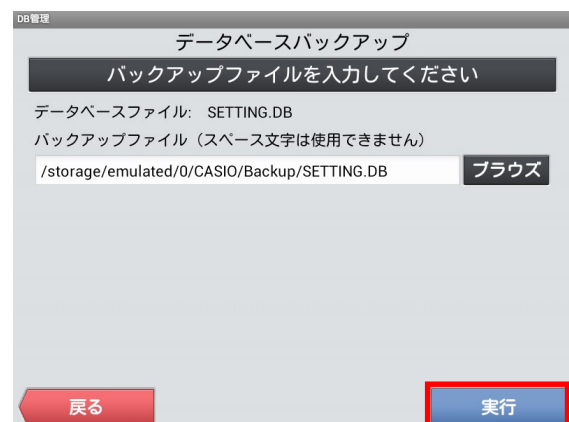 DB管理
データベースバックアップ
バックアップファイルを入力してください
データベースファイル: SETTING.DB
バックアップファイル（スペース文字は使用できません）
/storage/emulated/0/CASIO/Backup/SETTING.DB ブラウズ
戻る 実行